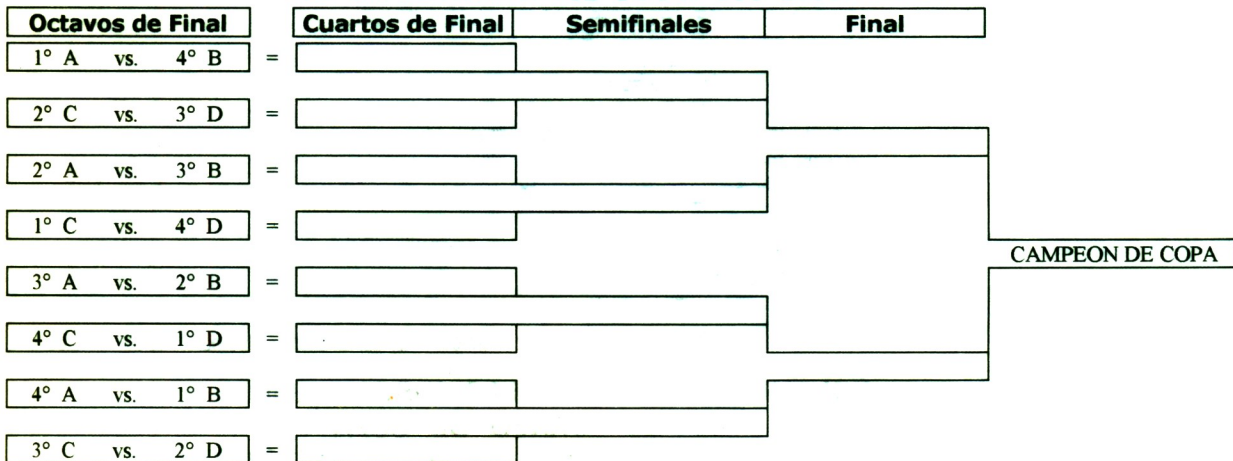 Octavos de Final Cuartos de Final Semifinales Final
1° A vs. 4° B =
2° C vs. 3° D =
2° A vs. 3° B =
1° C vs. 4° D =
CAMPEON DE COPA
3° A vs. 2° B =
4° C vs. 1° D =
4° A vs. 1° B =
3° C vs. 2° D =